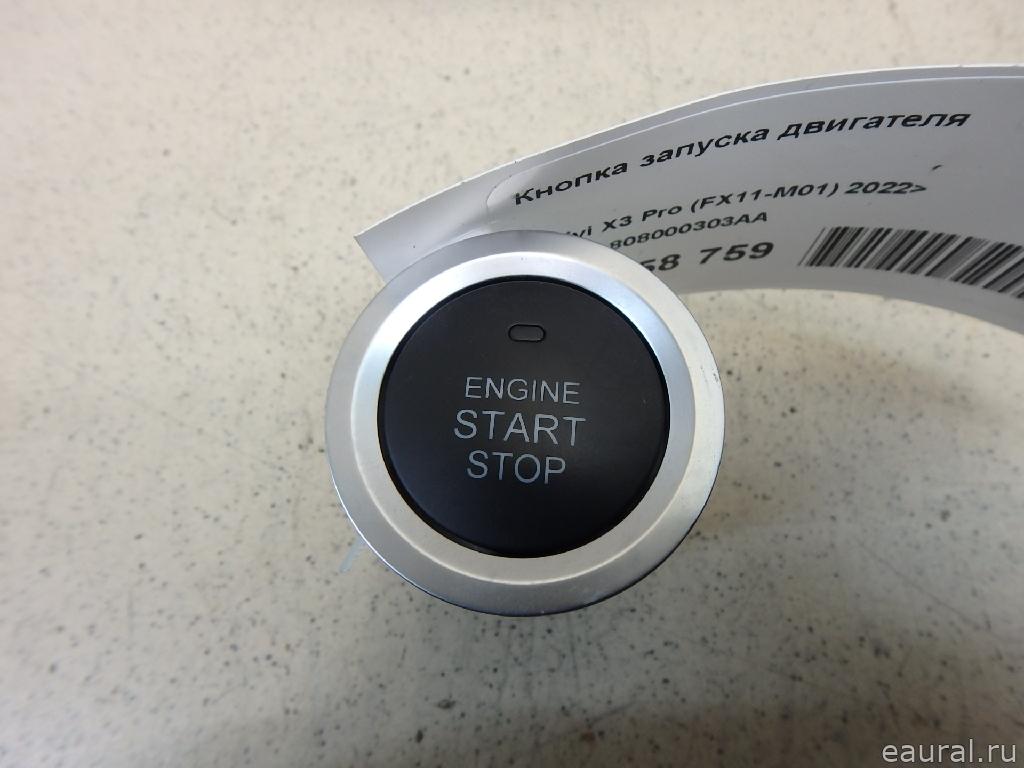 Кнопка запуска двигателя
X3 Pro (FX11-M01) 2022>
808000303AA
58 759
ENGINE
START
STOP
eaural.ru